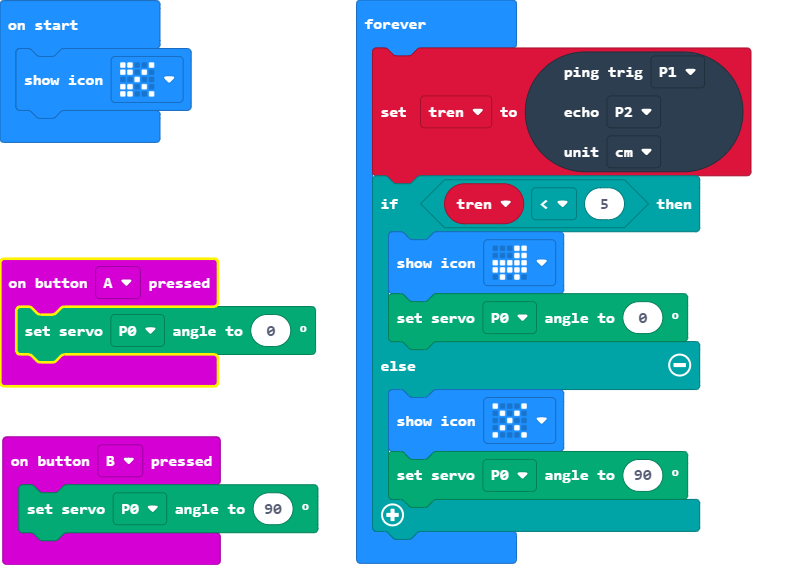 on start
show icon
on button A pressed
set servo P0 angle to 0 °
on button B pressed
set servo P0 angle to 90 °
forever
set tren to ping trig P1
echo P2
unit cm
if tren < 5 then
show icon
set servo P0 angle to 0 °
else
show icon
set servo P0 angle to 90 °